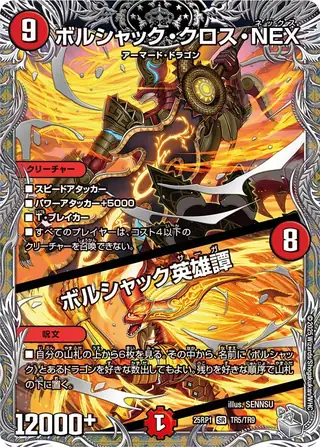 9
ボルシャック・クロス・NEX
ネックス
アーマード・ドラゴン
クリーチャー
■スピードアタッカー
■パワーアタッカー+5000
■T・ブレイカー
■すべてのプレイヤーは、コスト4以下の
クリーチャーを召喚できない。
8
ボルシャック英雄譚
サーガ
呪文
■自分の山札の上から6枚を見る。その中から、名前に《ボルシャック》
とあるドラゴンを好きな数出してもよい。残りを好きな順序で山札
の下に置く。
illus. SENNSU
12000+
1
25RP1 SR TR5/TR9